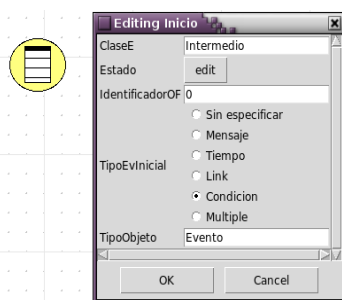 Editing Inicio
ClaseE Intermedio
Estado edit
IdentificadorOF 0
TipoEvInicial
Sin especificar
Mensaje
Tiempo
Link
Condicion
Multiple
TipoObjeto Evento
OK Cancel